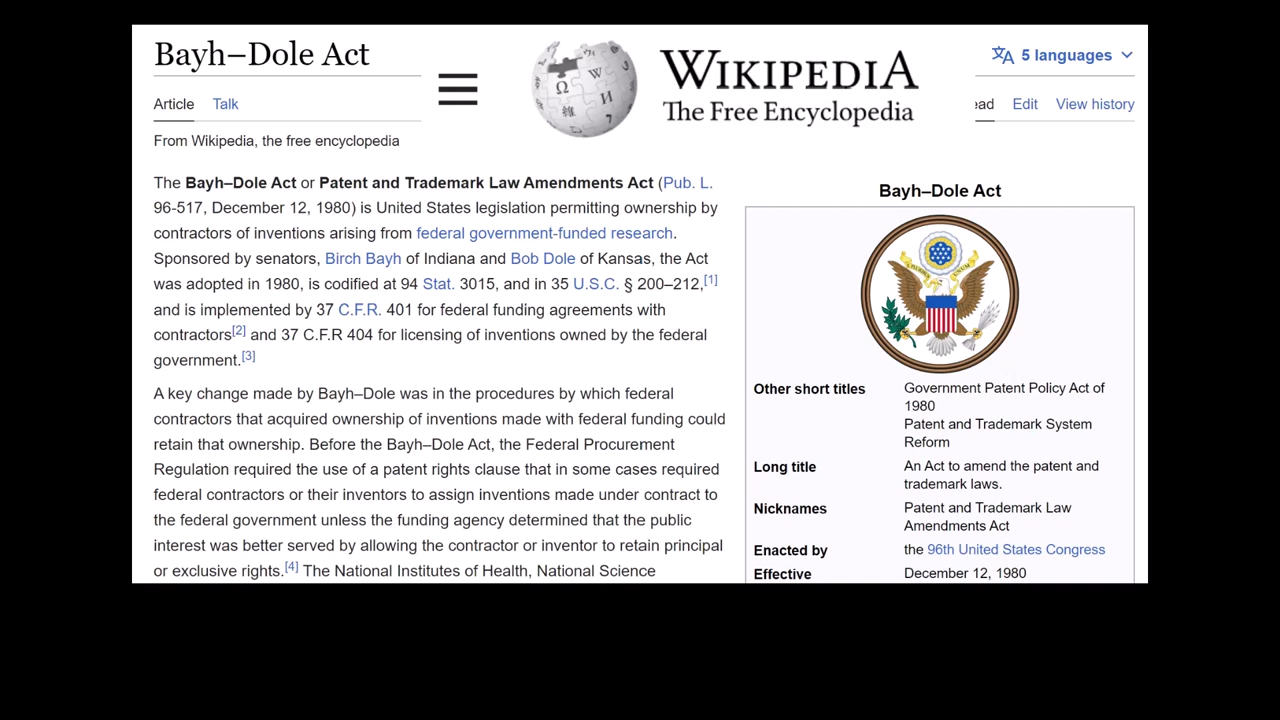 Bayh–Dole Act
WIKIPEDIA
The Free Encyclopedia
5 languages
Article Talk
ead Edit View history
From Wikipedia, the free encyclopedia
The Bayh–Dole Act or Patent and Trademark Law Amendments Act (Pub. L.
96-517, December 12, 1980) is United States legislation permitting ownership by
contractors of inventions arising from federal government-funded research.
Sponsored by senators, Birch Bayh of Indiana and Bob Dole of Kansas, the Act
was adopted in 1980, is codified at 94 Stat. 3015, and in 35 U.S.C. § 200–212,[1]
and is implemented by 37 C.F.R. 401 for federal funding agreements with
contractors[2] and 37 C.F.R 404 for licensing of inventions owned by the federal
government.[3]
A key change made by Bayh–Dole was in the procedures by which federal
contractors that acquired ownership of inventions made with federal funding could
retain that ownership. Before the Bayh–Dole Act, the Federal Procurement
Regulation required the use of a patent rights clause that in some cases required
federal contractors or their inventors to assign inventions made under contract to
the federal government unless the funding agency determined that the public
interest was better served by allowing the contractor or inventor to retain principal
or exclusive rights.[4] The National Institutes of Health, National Science
Bayh–Dole Act
Other short titles Government Patent Policy Act of
1980
Patent and Trademark System
Reform
Long title An Act to amend the patent and
trademark laws.
Nicknames Patent and Trademark Law
Amendments Act
Enacted by the 96th United States Congress
Effective December 12, 1980